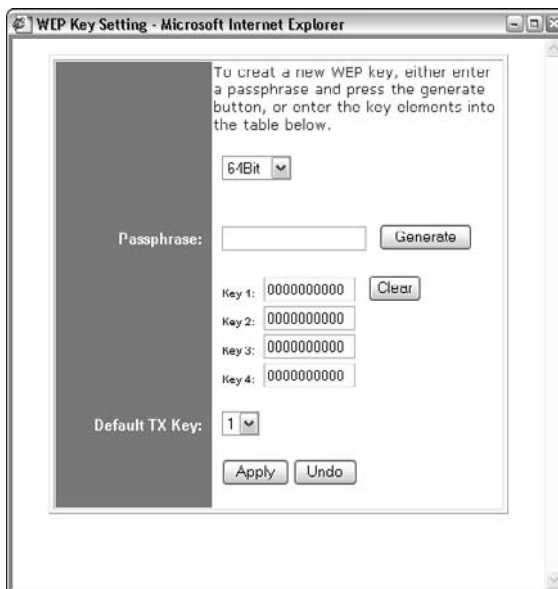 WEP Key Setting - Microsoft Internet Explorer
To creat a new WEP key, either enter
a passphrase and press the generate
button, or enter the key elements into
the table below.
64Bit
Passphrase: Generate
Key 1: 0000000000 Clear
Key 2: 0000000000
Key 3: 0000000000
Key 4: 0000000000
Default TX Key: 1
Apply Undo